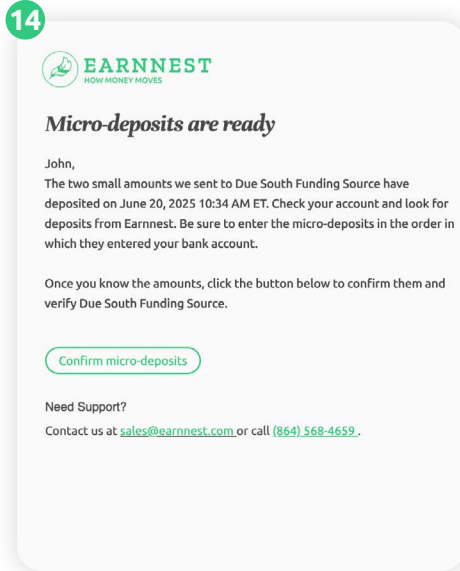 14
EARNNEST
HOW MONEY MOVES
Micro-deposits are ready
John,
The two small amounts we sent to Due South Funding Source have
deposited on June 20, 2025 10:34 AM ET. Check your account and look for
deposits from Earnnest. Be sure to enter the micro-deposits in the order in
which they entered your bank account.
Once you know the amounts, click the button below to confirm them and
verify Due South Funding Source.
Confirm micro-deposits
Need Support?
Contact us at sales@earnnest.com or call (864) 568-4659 .